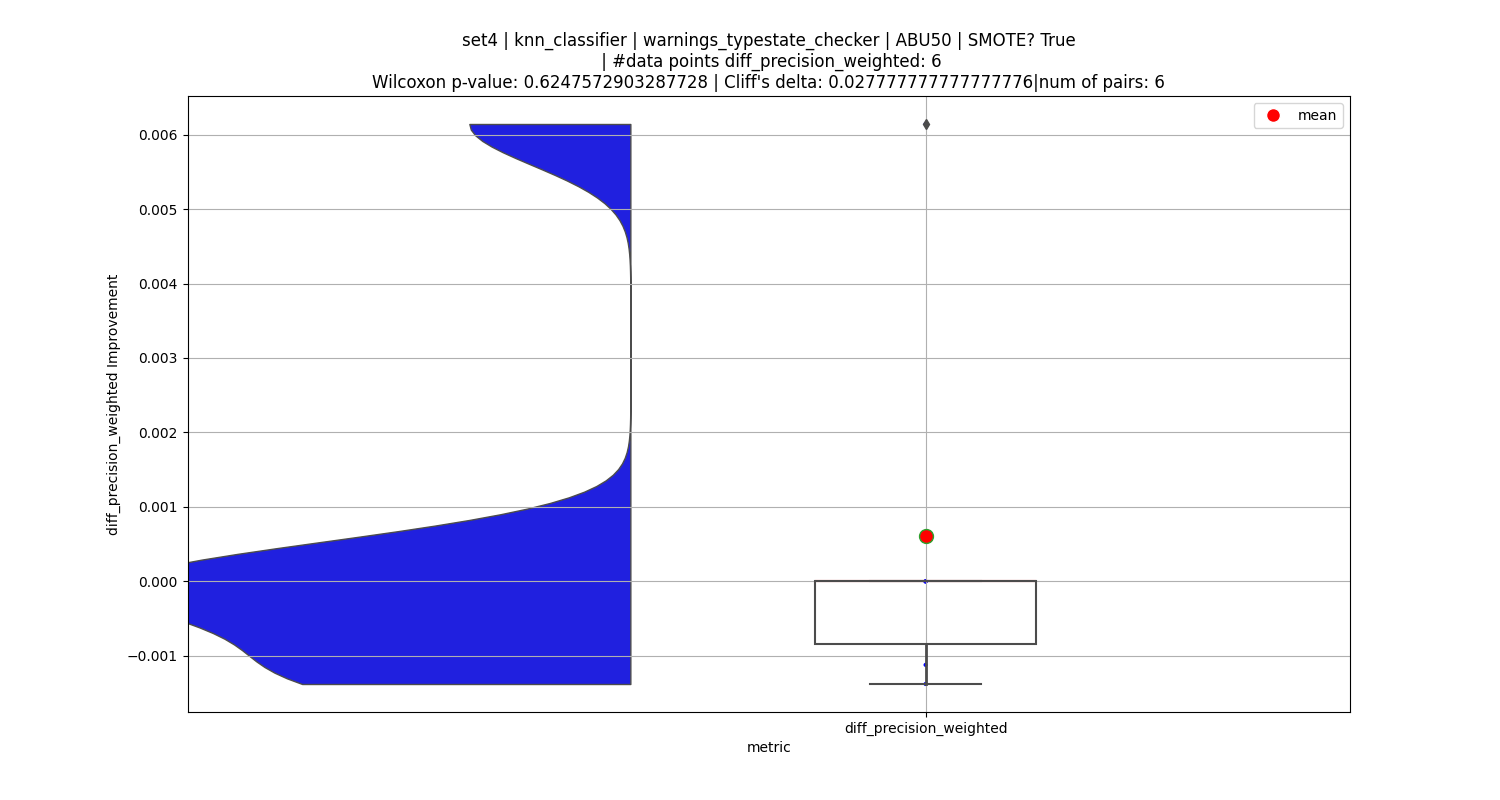 set4 | knn_classifier | warnings_typestate_checker | ABU50 | SMOTE? True
| #data points diff_precision_weighted: 6
Wilcoxon p-value: 0.6247572903287728 | Cliff's delta: 0.027777777777777776|num of pairs: 6
mean
0.006
0.005
0.004
0.003
0.002
0.001
0.000
−0.001
diff_precision_weighted Improvement
diff_precision_weighted
metric